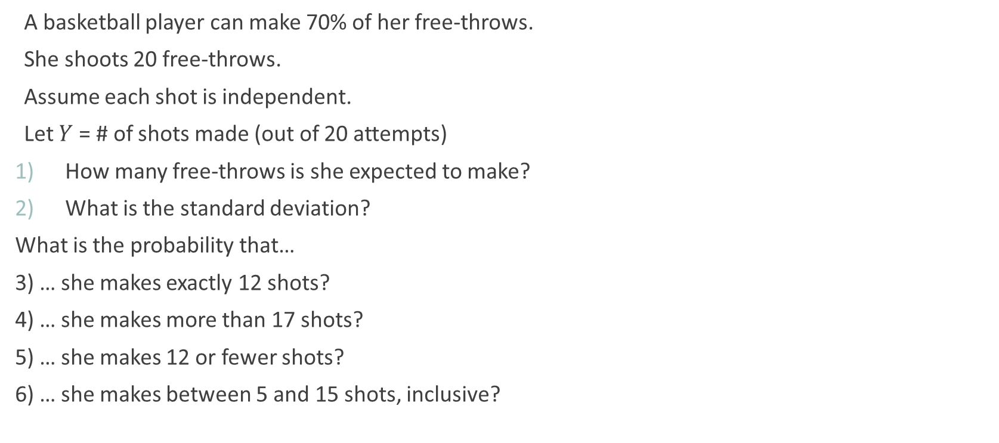 A basketball player can make 70% of her free-throws.
She shoots 20 free-throws.
Assume each shot is independent.
Let Y = # of shots made (out of 20 attempts)
1) How many free-throws is she expected to make?
2) What is the standard deviation?
What is the probability that...
3) ... she makes exactly 12 shots?
4) ... she makes more than 17 shots?
5) ... she makes 12 or fewer shots?
6) ... she makes between 5 and 15 shots, inclusive?